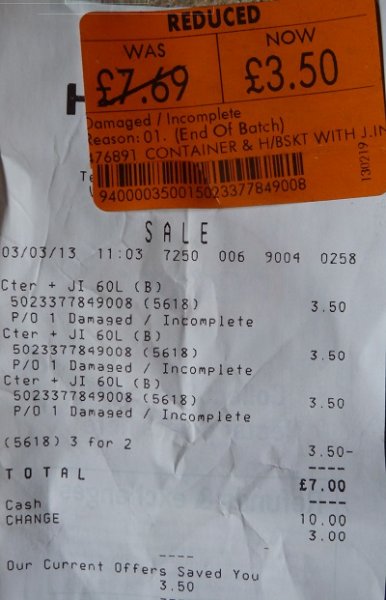 REDUCED
WAS NOW
£7.69 £3.50
Damaged / Incomplete
Reason: 01. (End Of Batch)
476891 CONTAINER & H/BSKT WITH J.IN
94000035001502337784900​8
130219
SALE
03/03/13 11:03 7250 006 9004 0258
Cter + JI 60L (B)
5023377849008 (5618) 3.50
P/O 1 Damaged / Incomplete
Cter + JI 60L (B)
5023377849008 (5618) 3.50
P/O 1 Damaged / Incomplete
Cter + JI 60L (B)
5023377849008 (5618) 3.50
P/O 1 Damaged / Incomplete
(5618) 3 for 2 3.50-
----
TOTAL £7.00
----
Cash 10.00
CHANGE 3.00
----
Our Current Offers Saved You
3.50
----